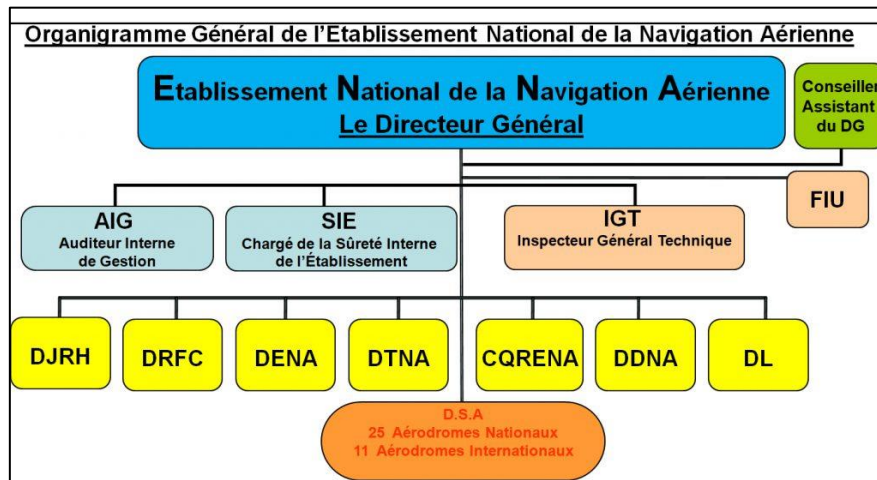 Organigramme Général de l'Etablissement National de la Navigation Aérienne
Etablissement National de la Navigation Aérienne
Le Directeur Général
Conseiller
Assistant
du DG
FIU
AIG
Auditeur Interne
de Gestion
SIE
Chargé de la Sûreté Interne
de l'Établissement
IGT
Inspecteur Général Technique
DJRH
DRFC
DENA
DTNA
CQRENA
DDNA
DL
D.S.A
25 Aérodromes Nationaux
11 Aérodromes Internationaux